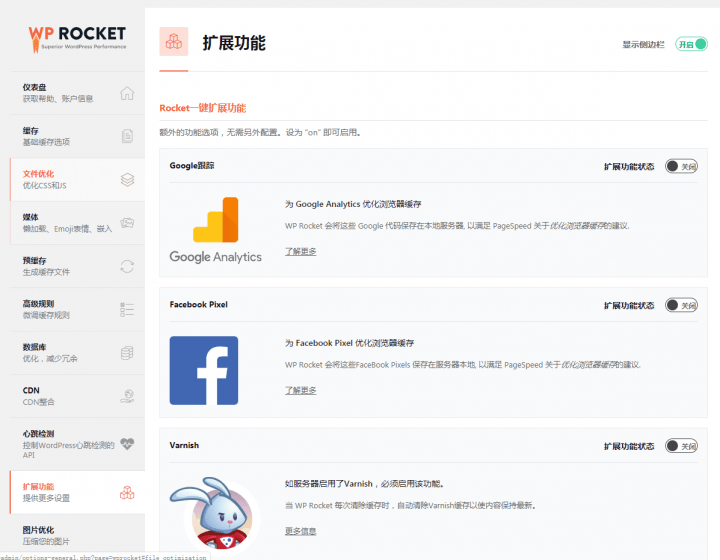 WP ROCKET
Superior WordPress Performance
仪表盘
获取帮助、账户信息
缓存
基础缓存选项
文件优化
优化CSS和JS
媒体
懒加载、Emoji表情、嵌入
预缓存
生成缓存文件
高级规则
微调缓存规则
数据库
优化，减少冗余
CDN
CDN整合
心跳检测
控制WordPress心跳检测的
API
扩展功能
提供更多设置
图片优化
压缩您的图片
admin/options-general.php?page=wprocket#file_optimization
扩展功能
显示侧边栏
开启
Rocket一键扩展功能
额外的功能选项，无需另外配置。设为 “on” 即可启用。
Google跟踪
扩展功能状态
关闭
Google Analytics
为 Google Analytics 优化浏览器缓存
WP Rocket 会将这些 Google 代码保存在本地服务器, 以满足 PageSpeed 关于优化浏览器缓存的建议.
了解更多
Facebook Pixel
扩展功能状态
关闭
为 Facebook Pixel 优化浏览器缓存
WP Rocket 会将这些FaceBook Pixels 保存在服务器本地, 以满足 PageSpeed 关于优化浏览器缓存的建议.
了解更多
Varnish
扩展功能状态
关闭
如服务器启用了Varnish，必须启用该功能。
当 WP Rocket 每次清除缓存时，自动清除Varnish缓存以使内容保持最新。
更多信息